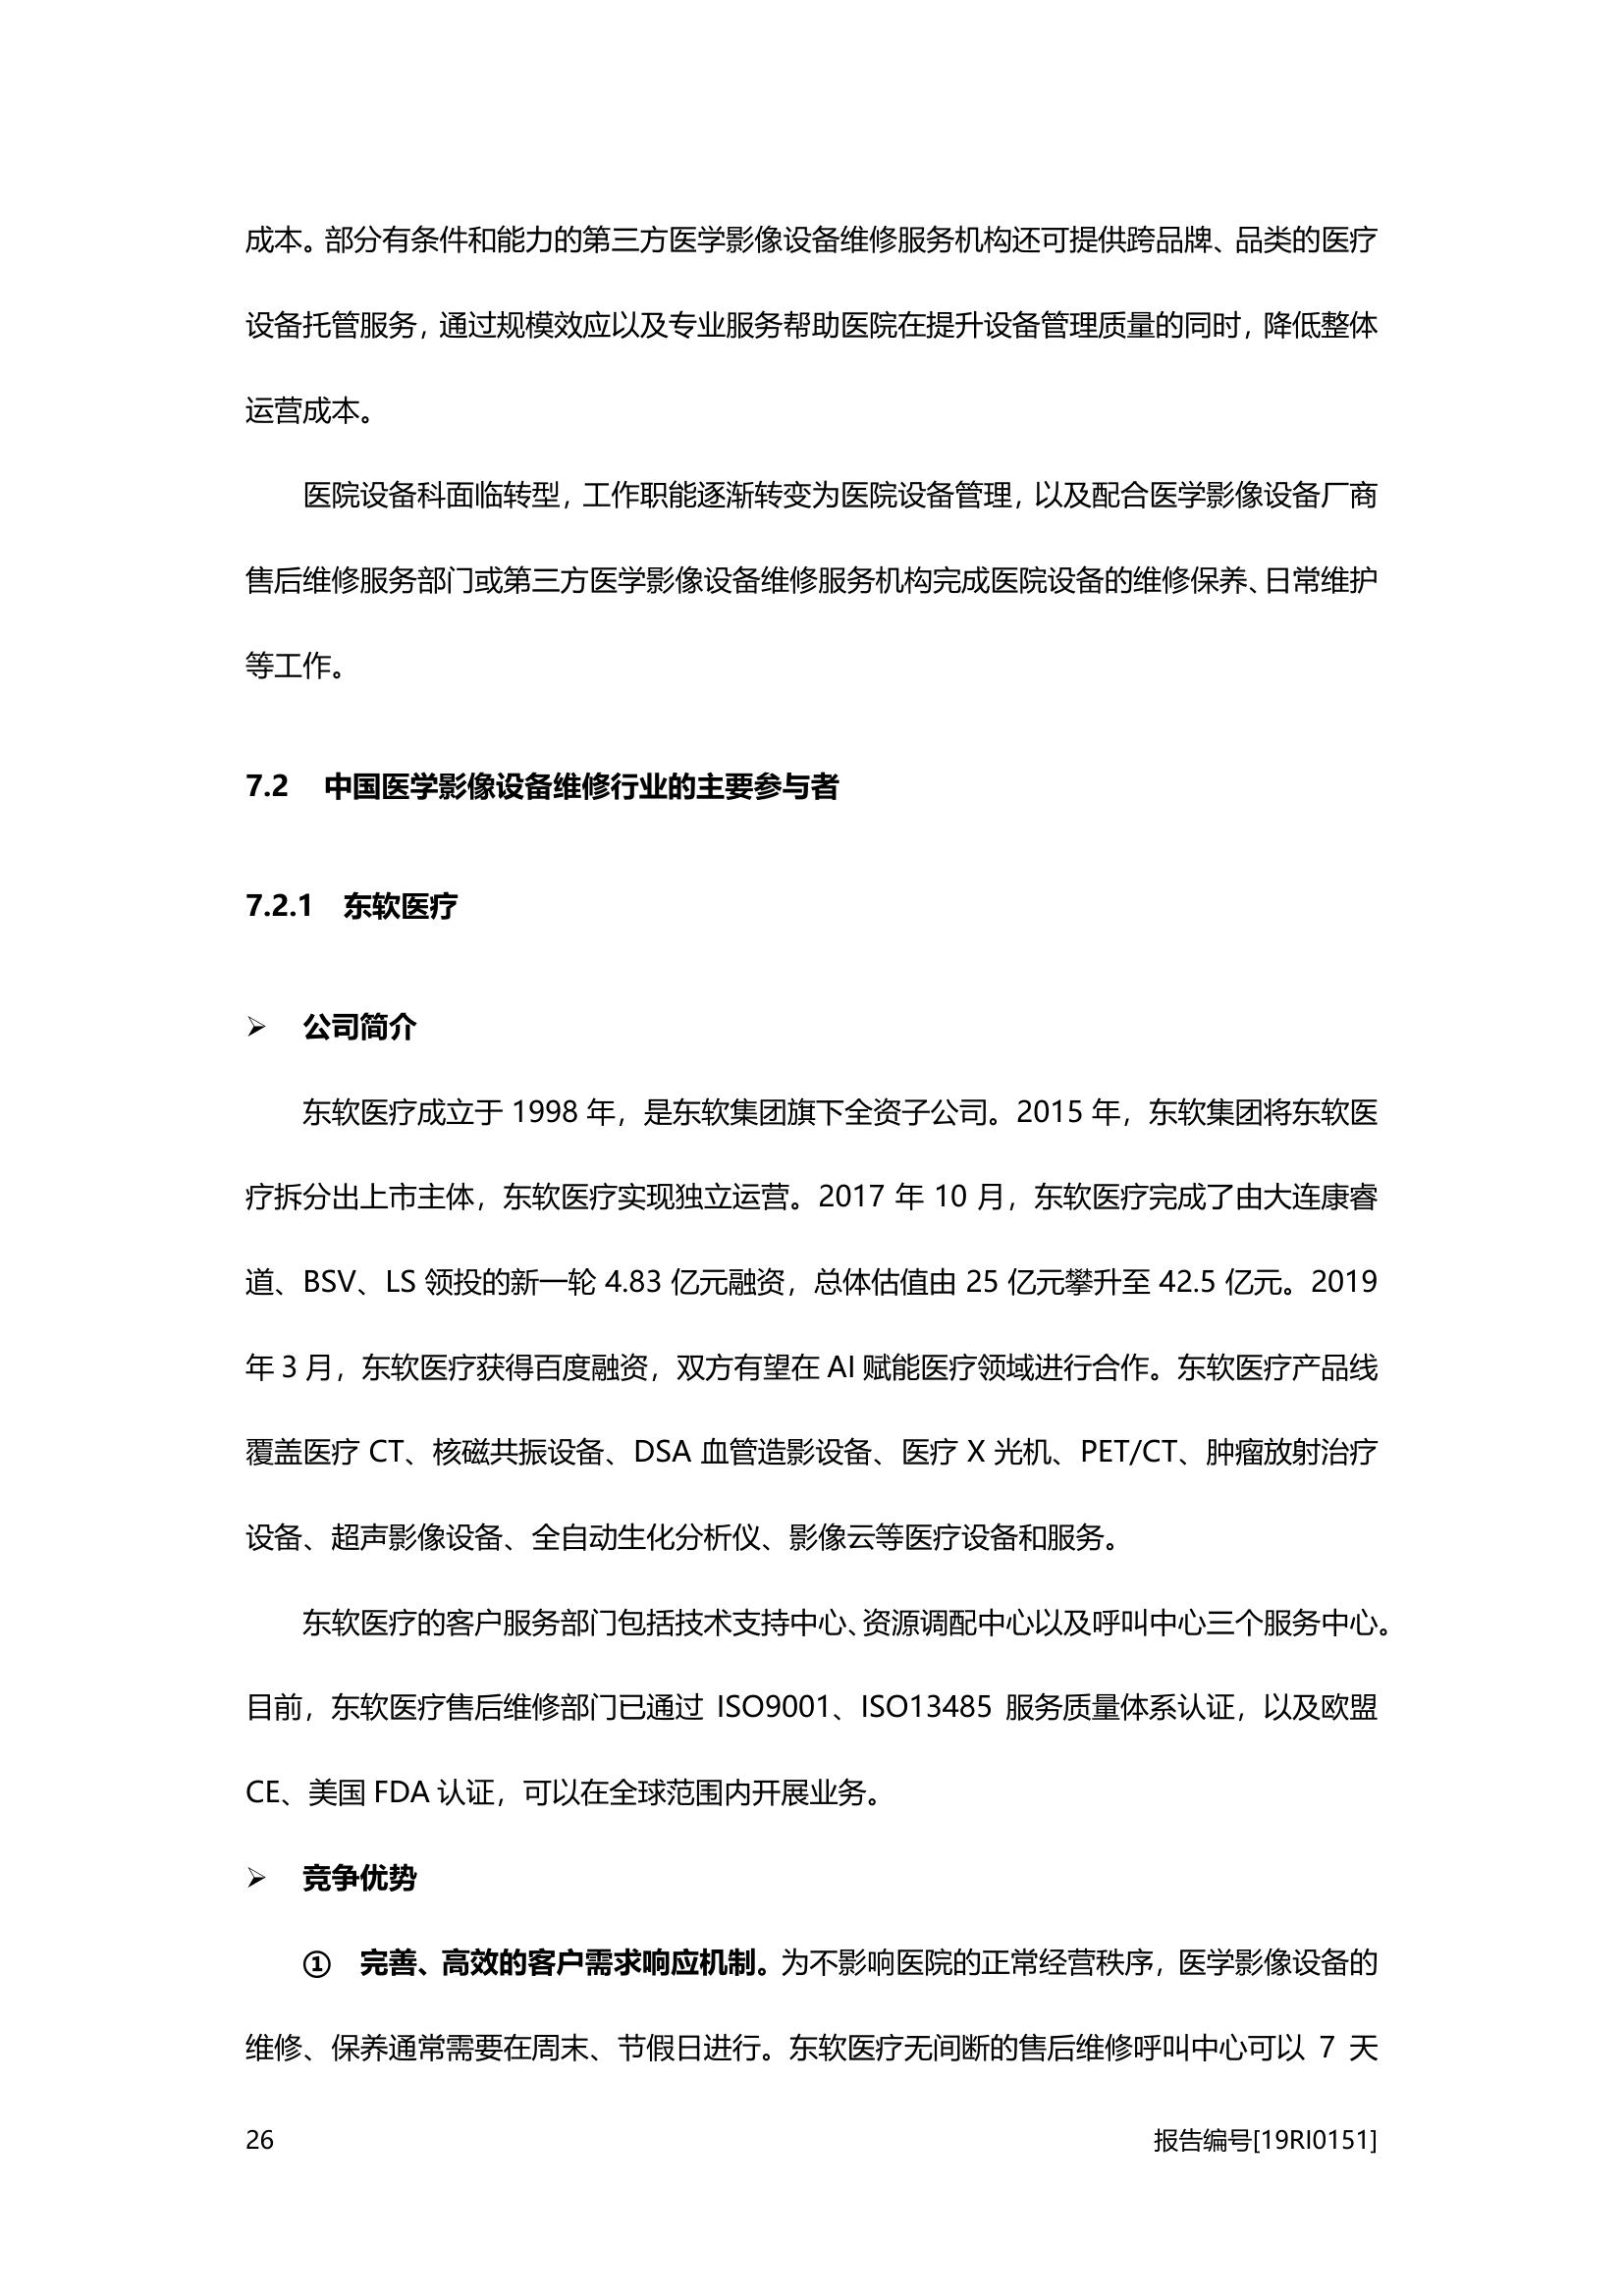 成本。部分有条件和能力的第三方医学影像设备维修服务机构还可提供跨品牌、品类的医疗
设备托管服务，通过规模效应以及专业服务帮助医院在提升设备管理质量的同时，降低整体
运营成本。
医院设备科面临转型，工作职能逐渐转变为医院设备管理，以及配合医学影像设备厂商
售后维修服务部门或第三方医学影像设备维修服务机构完成医院设备的维修保养、日常维护
等工作。
7.2 中国医学影像设备维修行业的主要参与者
7.2.1 东软医疗
➢ 公司简介
东软医疗成立于 1998 年，是东软集团旗下全资子公司。2015 年，东软集团将东软医
疗拆分出上市主体，东软医疗实现独立运营。2017 年 10 月，东软医疗完成了由大连康睿
道、BSV、LS 领投的新一轮 4.83 亿元融资，总体估值由 25 亿元攀升至 42.5 亿元。2019
年 3 月，东软医疗获得百度融资，双方有望在 AI 赋能医疗领域进行合作。东软医疗产品线
覆盖医疗 CT、核磁共振设备、DSA 血管造影设备、医疗 X 光机、PET/CT、肿瘤放射治疗
设备、超声影像设备、全自动生化分析仪、影像云等医疗设备和服务。
东软医疗的客户服务部门包括技术支持中心、资源调配中心以及呼叫中心三个服务中心。
目前，东软医疗售后维修部门已通过 ISO9001、ISO13485 服务质量体系认证，以及欧盟
CE、美国 FDA 认证，可以在全球范围内开展业务。
➢ 竞争优势
① 完善、高效的客户需求响应机制。为不影响医院的正常经营秩序，医学影像设备的
维修、保养通常需要在周末、节假日进行。东软医疗无间断的售后维修呼叫中心可以 7 天
26 报告编号[19RI0151]